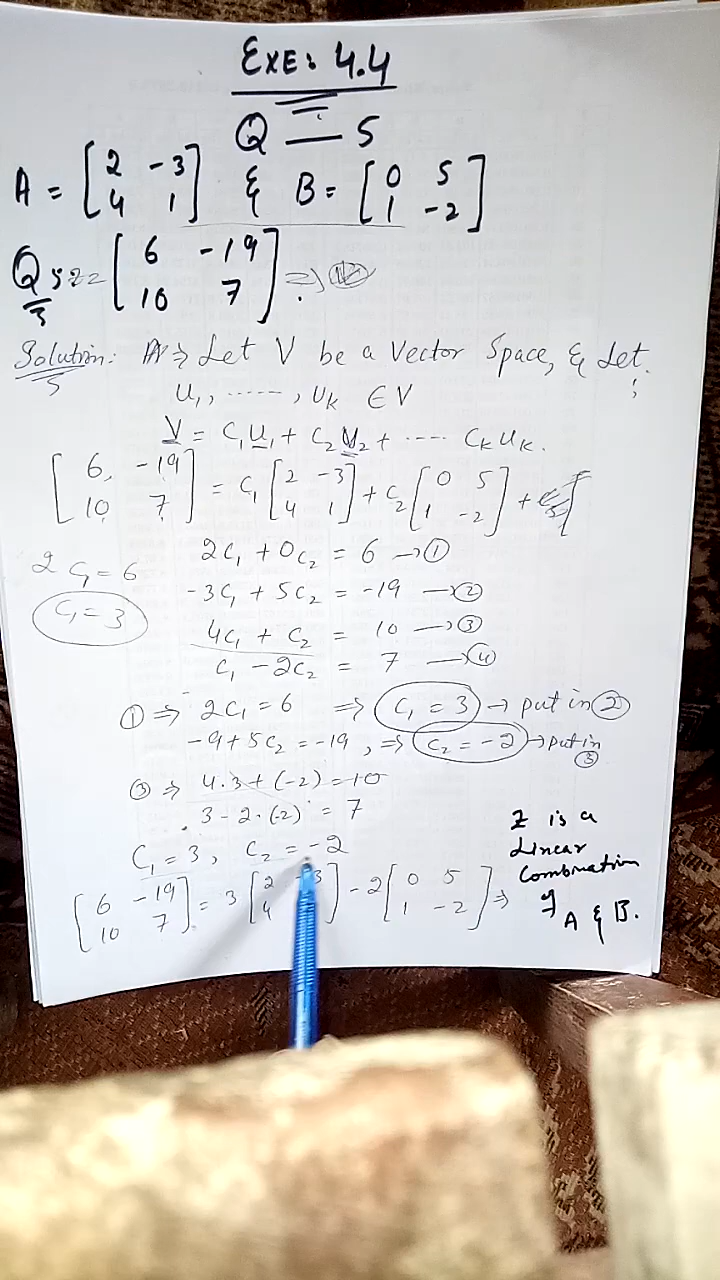 EXE: 4.4
Q — 5
A = [2 -3 4 1] & B = [0 5 1 -2]
Q = [6 -19 10 7] ⇒
Solution: ⇒ Let V be a Vector Space, & Let
U₁, ......, Uₖ ∈ V ;
V = C₁U₁ + C₂U₂ + .... CₖUₖ.
[6, -19 10 7] = C₁ [2 -3 4 1] + C₂ [0 5 1 -2] +
2C₁ + 0C₂ = 6 → ①
2C₁ = 6
-3C₁ + 5C₂ = -19 → ②
C₁ = 3
4C₁ + C₂ = 10 → ③
C₁ - 2C₂ = 7 → ④
① ⇒ 2C₁ = 6 ⇒ C₁ = 3 → put in ②
-9 + 5C₂ = -19, ⇒ C₂ = -2 → put in ③
③ ⇒ 4.3 + (-2) = 10
3 - 2.(-2) = 7
C₁ = 3, C₂ = -2
[6 -19 10 7] = 3 [2 3 4 ] - 2 [0 5 1 -2] ⇒
Z is a
Linear
Combination
of
A & B.